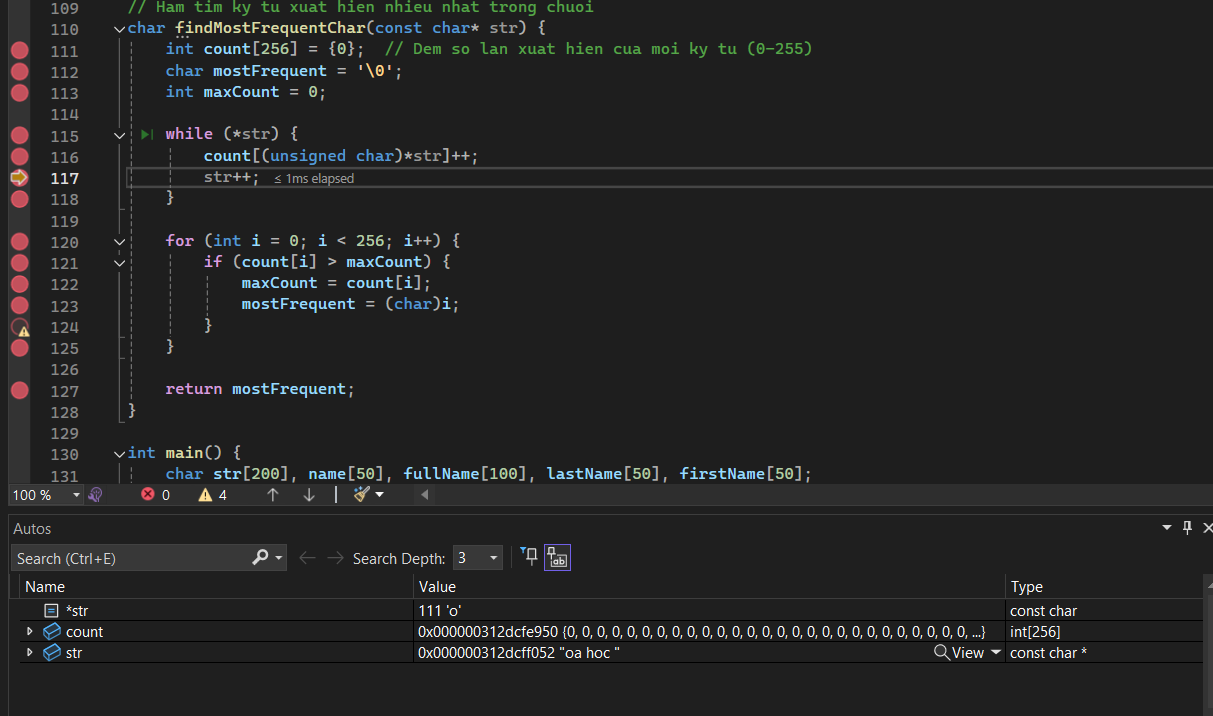 109 // Ham tim ky tu xuat hien nhieu nhat trong chuoi
110 char findMostFrequentChar(const char* str) {
111 int count[256] = {0};  // Dem so lan xuat hien cua moi ky tu (0-255)
112 char mostFrequent = '\0';
113 int maxCount = 0;
114
115 while (*str) {
116 count[(unsigned char)*str]++;
117 str++; ≤ 1ms elapsed
118 }
119
120 for (int i = 0; i < 256; i++) {
121 if (count[i] > maxCount) {
122 maxCount = count[i];
123 mostFrequent = (char)i;
124 }
125 }
126
127 return mostFrequent;
128 }
129
130 int main() {
131 char str[200], name[50], fullName[100], lastName[50], firstName[50];
100 % 0 4
Autos
Search (Ctrl+E) Search Depth: 3
Name Value Type
*str 111 'o' const char
count 0x000000312dcfe950 {0, 0, 0, 0, 0, 0, 0, 0, 0, 0, 0, 0, 0, 0, 0, 0, 0, 0, 0, 0, 0, 0, 0, 0, 0, 0, 0, ...} int[256]
str 0x000000312dcff052 "oa hoc " View const char *